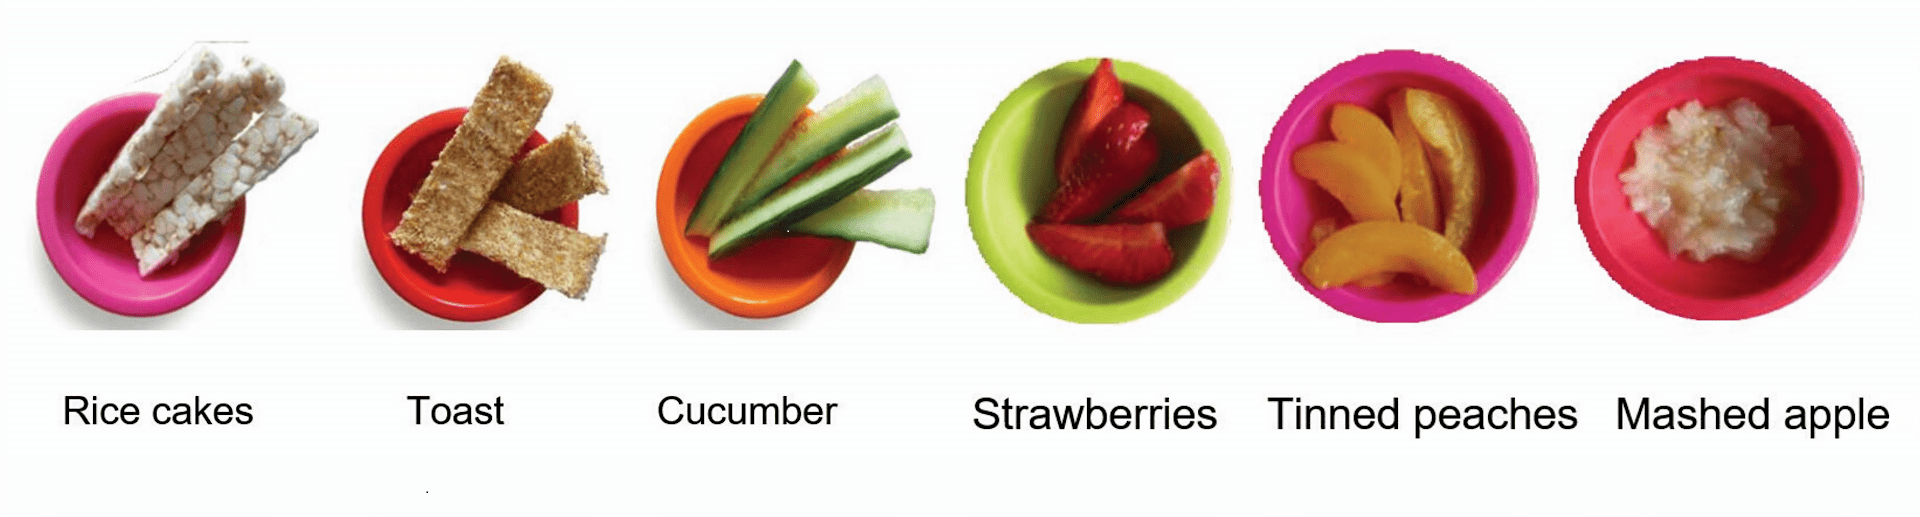 Rice cakes
Toast
Cucumber
Strawberries
Tinned peaches
Mashed apple